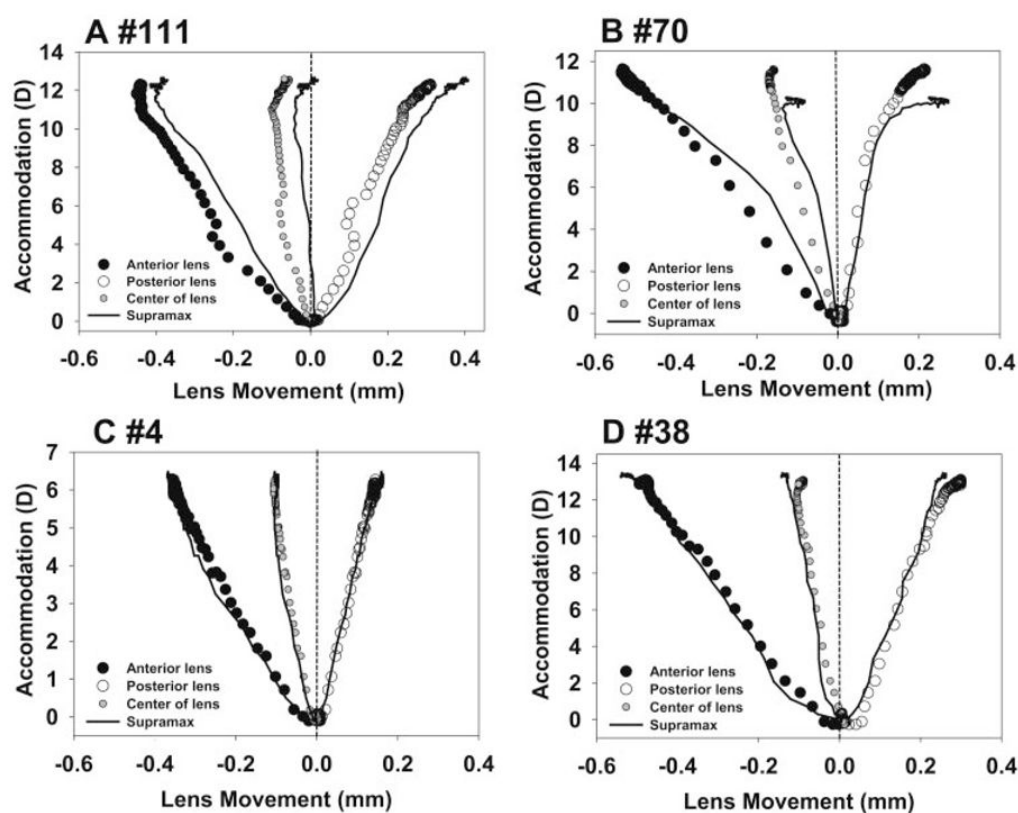 A #111
14
12
10
8
6
4
2
0
Accommodation (D)
Anterior lens
Posterior lens
Center of lens
Supramax
-0.6
-0.4
-0.2
0.0
0.2
0.4
Lens Movement (mm)
B #70
12
10
8
6
4
2
0
Accommodation (D)
Anterior lens
Posterior lens
Center of lens
Supramax
-0.6
-0.4
-0.2
0.0
0.2
0.4
Lens Movement (mm)
C #4
7
6
5
4
3
2
1
0
Accommodation (D)
Anterior lens
Posterior lens
Center of lens
Supramax
-0.6
-0.4
-0.2
0.0
0.2
0.4
Lens Movement (mm)
D #38
14
12
10
8
6
4
2
0
Accommodation (D)
Anterior lens
Posterior lens
Center of lens
Supramax
-0.6
-0.4
-0.2
0.0
0.2
0.4
Lens Movement (mm)